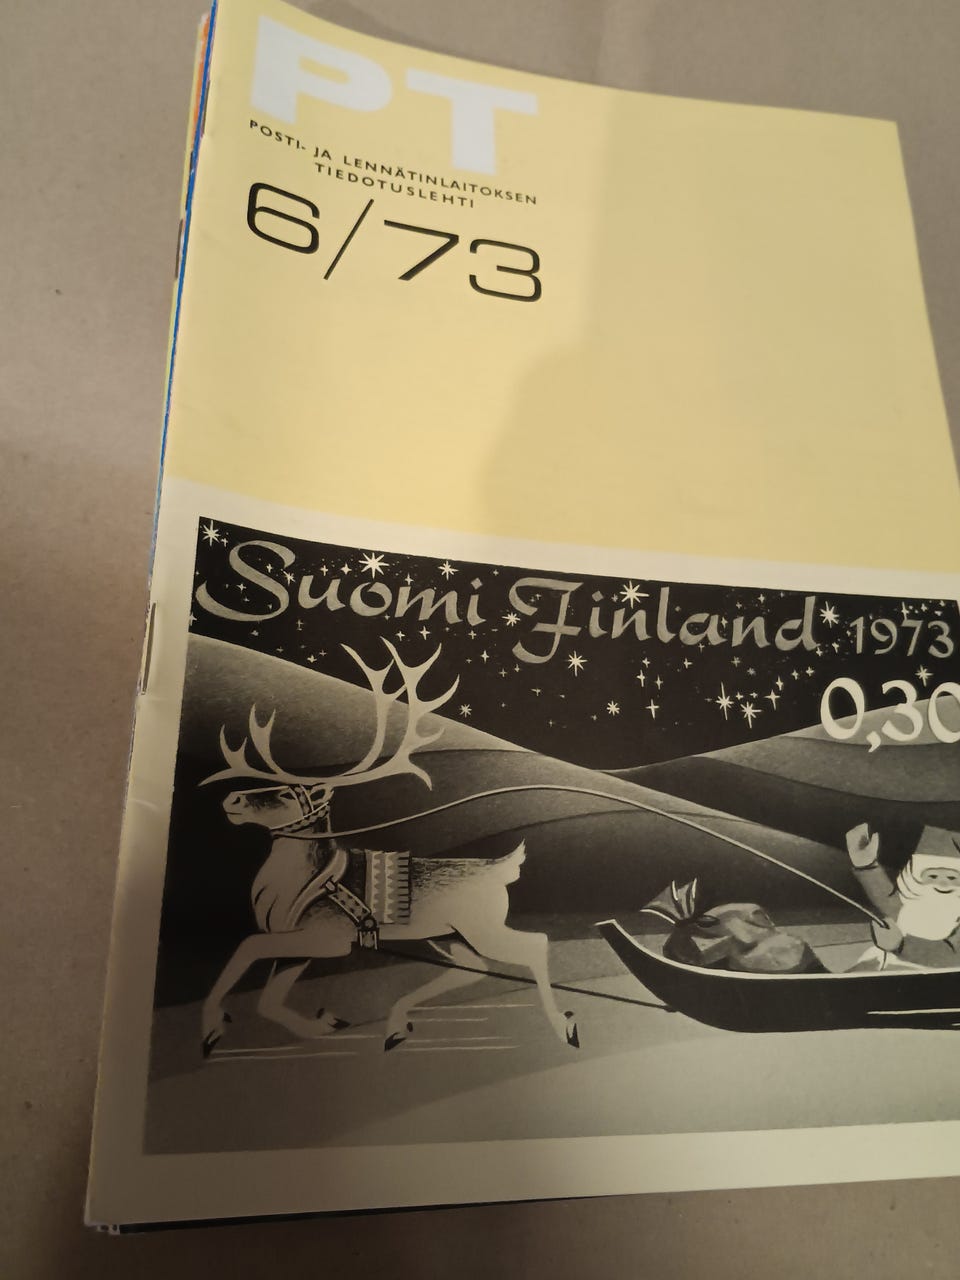 PT
POSTI- JA LENNÄTINLAITOKSEN
TIEDOTUSLEHTI
6/73
Suomi Finland 1973
0,30